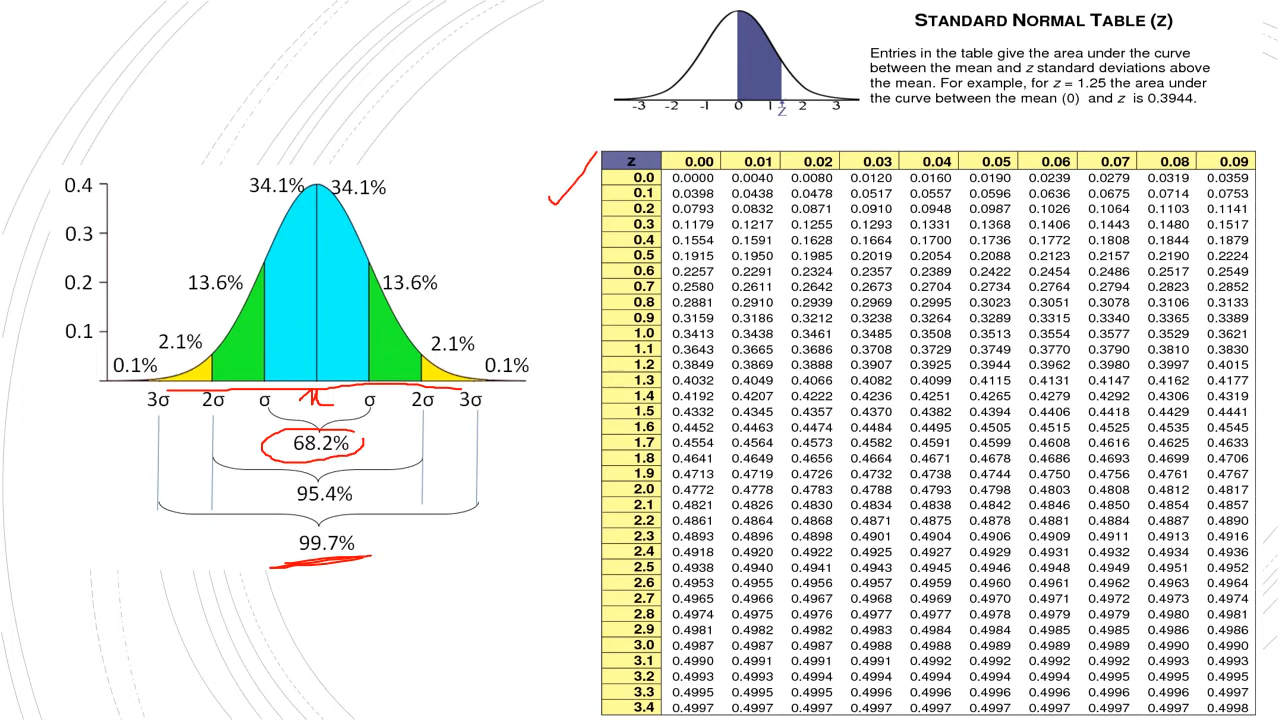 STANDARD NORMAL TABLE (Z)
Entries in the table give the area under the curve
between the mean and z standard deviations above
the mean. For example, for z = 1.25 the area under
the curve between the mean (0) and z is 0.3944.
-3 -2 -1 0 1 2 3
Z
0.4
0.3
0.2
0.1
34.1% 34.1%
13.6% 13.6%
2.1% 2.1%
0.1% 0.1%
3σ 2σ σ σ 2σ 3σ
68.2%
95.4%
99.7%
z 0.00 0.01 0.02 0.03 0.04 0.05 0.06 0.07 0.08 0.09
0.0 0.0000 0.0040 0.0080 0.0120 0.0160 0.0190 0.0239 0.0279 0.0319 0.0359
0.1 0.0398 0.0438 0.0478 0.0517 0.0557 0.0596 0.0636 0.0675 0.0714 0.0753
0.2 0.0793 0.0832 0.0871 0.0910 0.0948 0.0987 0.1026 0.1064 0.1103 0.1141
0.3 0.1179 0.1217 0.1255 0.1293 0.1331 0.1368 0.1406 0.1443 0.1480 0.1517
0.4 0.1554 0.1591 0.1628 0.1664 0.1700 0.1736 0.1772 0.1808 0.1844 0.1879
0.5 0.1915 0.1950 0.1985 0.2019 0.2054 0.2088 0.2123 0.2157 0.2190 0.2224
0.6 0.2257 0.2291 0.2324 0.2357 0.2389 0.2422 0.2454 0.2486 0.2517 0.2549
0.7 0.2580 0.2611 0.2642 0.2673 0.2704 0.2734 0.2764 0.2794 0.2823 0.2852
0.8 0.2881 0.2910 0.2939 0.2969 0.2995 0.3023 0.3051 0.3078 0.3106 0.3133
0.9 0.3159 0.3186 0.3212 0.3238 0.3264 0.3289 0.3315 0.3340 0.3365 0.3389
1.0 0.3413 0.3438 0.3461 0.3485 0.3508 0.3513 0.3554 0.3577 0.3529 0.3621
1.1 0.3643 0.3665 0.3686 0.3708 0.3729 0.3749 0.3770 0.3790 0.3810 0.3830
1.2 0.3849 0.3869 0.3888 0.3907 0.3925 0.3944 0.3962 0.3980 0.3997 0.4015
1.3 0.4032 0.4049 0.4066 0.4082 0.4099 0.4115 0.4131 0.4147 0.4162 0.4177
1.4 0.4192 0.4207 0.4222 0.4236 0.4251 0.4265 0.4279 0.4292 0.4306 0.4319
1.5 0.4332 0.4345 0.4357 0.4370 0.4382 0.4394 0.4406 0.4418 0.4429 0.4441
1.6 0.4452 0.4463 0.4474 0.4484 0.4495 0.4505 0.4515 0.4525 0.4535 0.4545
1.7 0.4554 0.4564 0.4573 0.4582 0.4591 0.4599 0.4608 0.4616 0.4625 0.4633
1.8 0.4641 0.4649 0.4656 0.4664 0.4671 0.4678 0.4686 0.4693 0.4699 0.4706
1.9 0.4713 0.4719 0.4726 0.4732 0.4738 0.4744 0.4750 0.4756 0.4761 0.4767
2.0 0.4772 0.4778 0.4783 0.4788 0.4793 0.4798 0.4803 0.4808 0.4812 0.4817
2.1 0.4821 0.4826 0.4830 0.4834 0.4838 0.4842 0.4846 0.4850 0.4854 0.4857
2.2 0.4861 0.4864 0.4868 0.4871 0.4875 0.4878 0.4881 0.4884 0.4887 0.4890
2.3 0.4893 0.4896 0.4898 0.4901 0.4904 0.4906 0.4909 0.4911 0.4913 0.4916
2.4 0.4918 0.4920 0.4922 0.4925 0.4927 0.4929 0.4931 0.4932 0.4934 0.4936
2.5 0.4938 0.4940 0.4941 0.4943 0.4945 0.4946 0.4948 0.4949 0.4951 0.4952
2.6 0.4953 0.4955 0.4956 0.4957 0.4959 0.4960 0.4961 0.4962 0.4963 0.4964
2.7 0.4965 0.4966 0.4967 0.4968 0.4969 0.4970 0.4971 0.4972 0.4973 0.4974
2.8 0.4974 0.4975 0.4976 0.4977 0.4977 0.4978 0.4979 0.4979 0.4980 0.4981
2.9 0.4981 0.4982 0.4982 0.4983 0.4984 0.4984 0.4985 0.4985 0.4986 0.4986
3.0 0.4987 0.4987 0.4987 0.4988 0.4988 0.4989 0.4989 0.4989 0.4990 0.4990
3.1 0.4990 0.4991 0.4991 0.4991 0.4992 0.4992 0.4992 0.4992 0.4993 0.4993
3.2 0.4993 0.4993 0.4994 0.4994 0.4994 0.4994 0.4994 0.4995 0.4995 0.4995
3.3 0.4995 0.4995 0.4995 0.4996 0.4996 0.4996 0.4996 0.4996 0.4996 0.4997
3.4 0.4997 0.4997 0.4997 0.4997 0.4997 0.4997 0.4997 0.4997 0.4997 0.4998